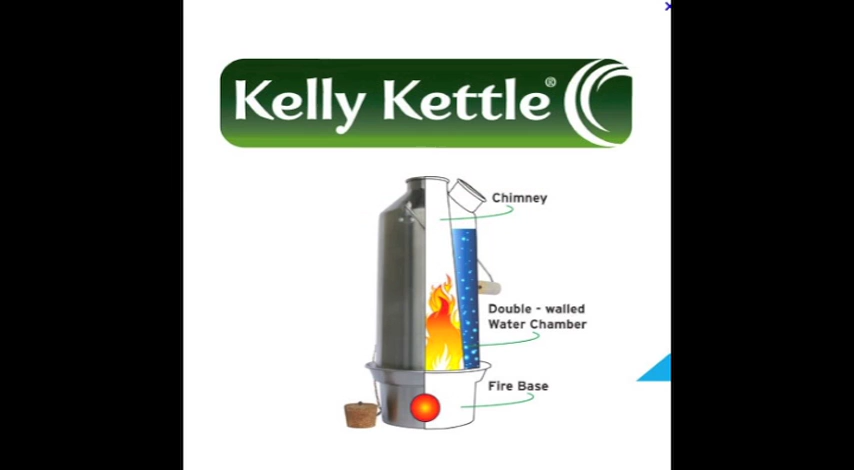 Kelly Kettle®
Chimney
Double - walled
Water Chamber
Fire Base